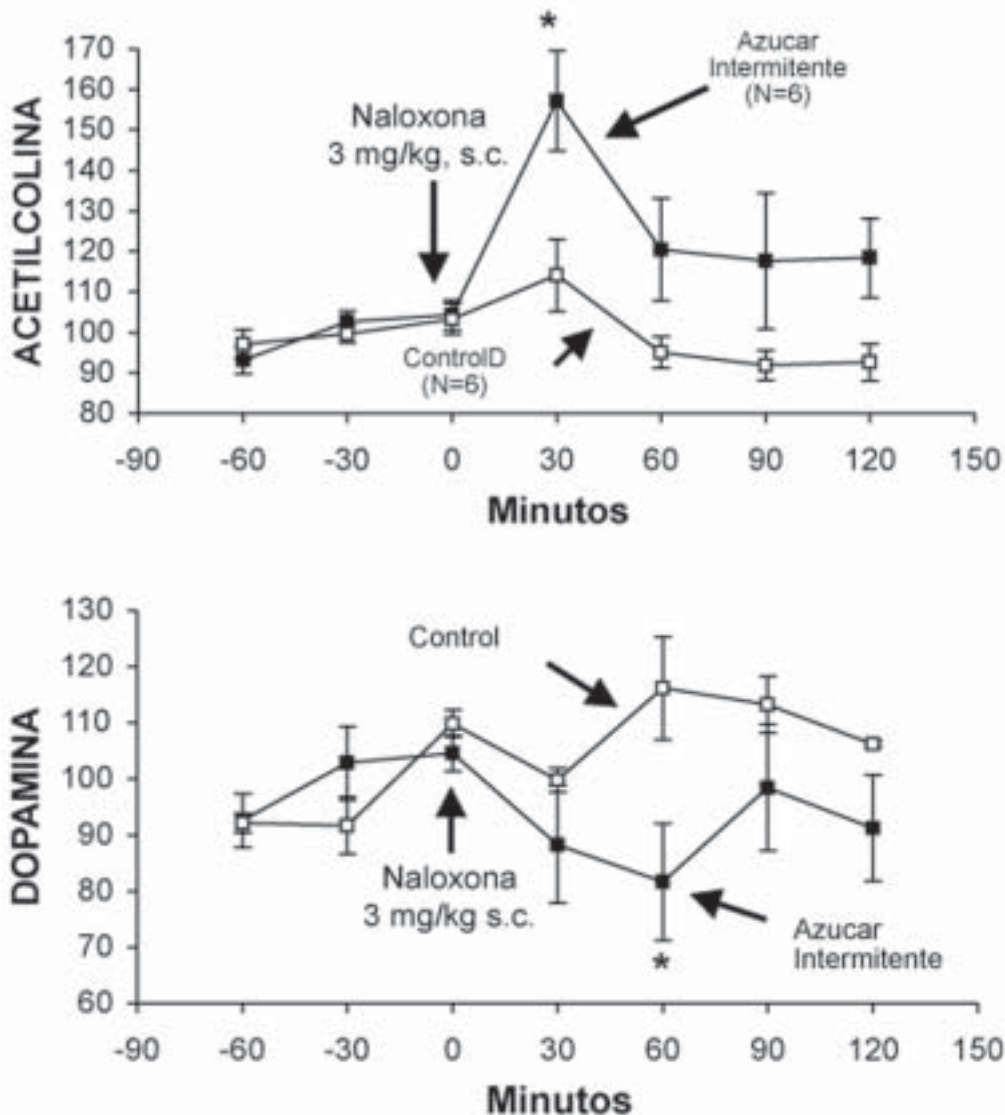 *
170
160
150
140
130
120
110
100
90
80
ACETILCOLINA
Azucar
Intermitente
(N=6)
Naloxona
3 mg/kg, s.c.
ControlD
(N=6)
-90 -60 -30 0 30 60 90 120 150
Minutos
130
120
110
100
90
80
70
60
DOPAMINA
Control
Naloxona
3 mg/kg s.c.
Azucar
Intermitente
*
-90 -60 -30 0 30 60 90 120 150
Minutos